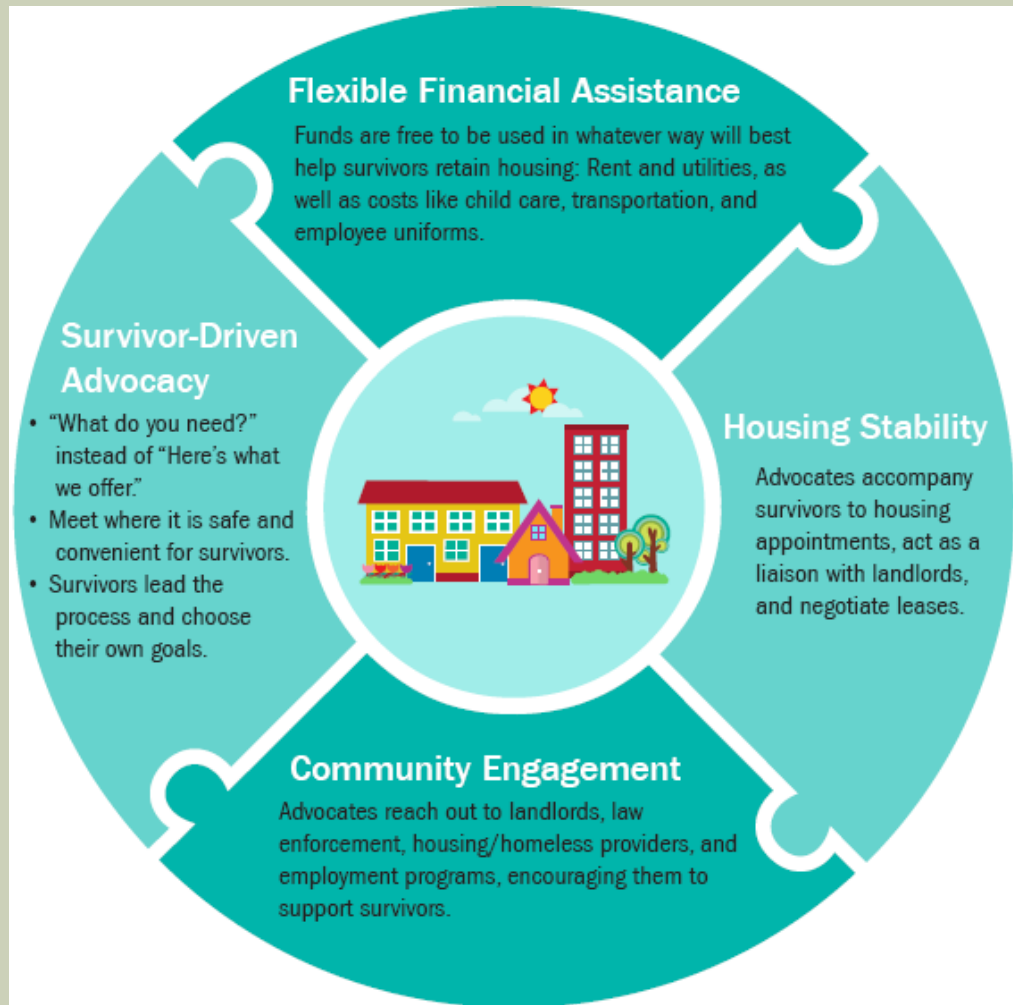 Flexible Financial Assistance
Funds are free to be used in whatever way will best
help survivors retain housing: Rent and utilities, as
well as costs like child care, transportation, and
employee uniforms.
Survivor-Driven
Advocacy
• “What do you need?”
instead of “Here’s what
we offer.”
• Meet where it is safe and
convenient for survivors.
• Survivors lead the
process and choose
their own goals.
Housing Stability
Advocates accompany
survivors to housing
appointments, act as a
liaison with landlords,
and negotiate leases.
Community Engagement
Advocates reach out to landlords, law
enforcement, housing/homeless providers, and
employment programs, encouraging them to
support survivors.